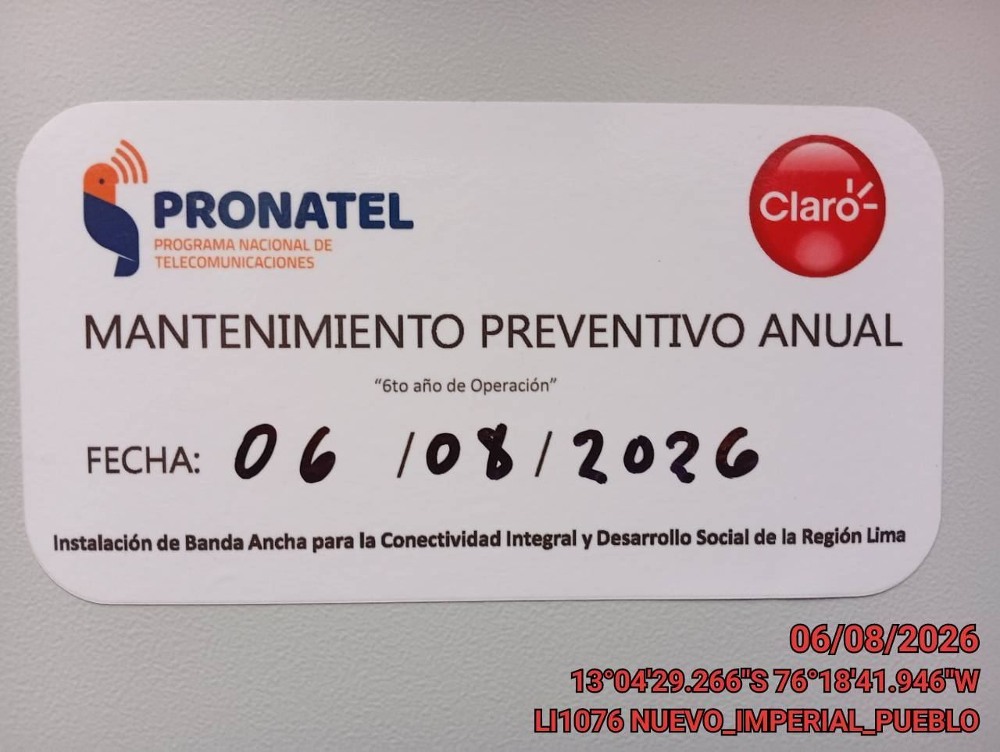 PRONATEL
PROGRAMA NACIONAL DE
TELECOMUNICACIONES
Claro
MANTENIMIENTO PREVENTIVO ANUAL
“6to año de Operación”
FECHA: 06 / 08 / 2026
Instalación de Banda Ancha para la Conectividad Integral y Desarrollo Social de la Región Lima
06/08/2026
13°04'29.266"S 76°18'41.946"W
LI1076 NUEVO_IMPERIAL_PUEBLO